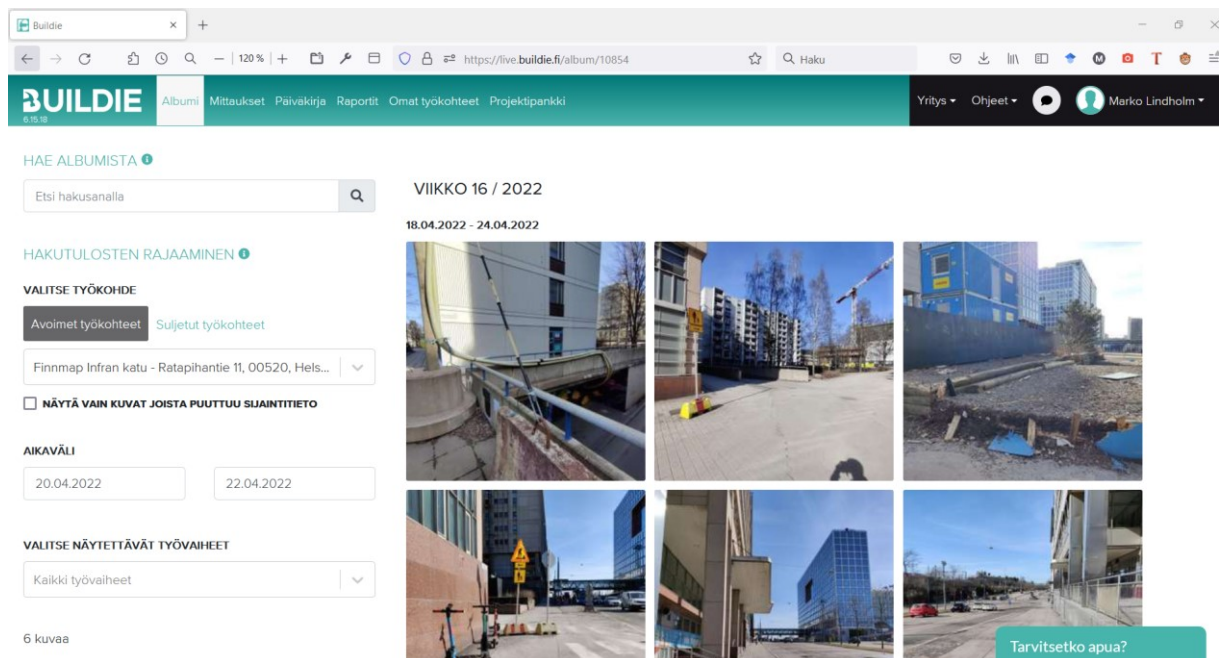 Buildie
120 %
https://live.buildie.fi/album/10854
Haku
BUILDIE
6.15.18
Albumi Mittaukset Päiväkirja Raportit Omat työkohteet Projektipankki
Yritys Ohjeet Marko Lindholm
HAE ALBUMISTA
Etsi hakusanalla
HAKUTULOSTEN RAJAAMINEN
VALITSE TYÖKOHDE
Avoimet työkohteet Suljetut työkohteet
Finnmap Infran katu - Ratapihantie 11, 00520, Hels...
NÄYTÄ VAIN KUVAT JOISTA PUUTTUU SIJAINTITIETO
AIKAVÄLI
20.04.2022 22.04.2022
VALITSE NÄYTETTÄVÄT TYÖVAIHEET
Kaikki työvaiheet
6 kuvaa
VIIKKO 16 / 2022
18.04.2022 - 24.04.2022
Tarvitsetko apua?